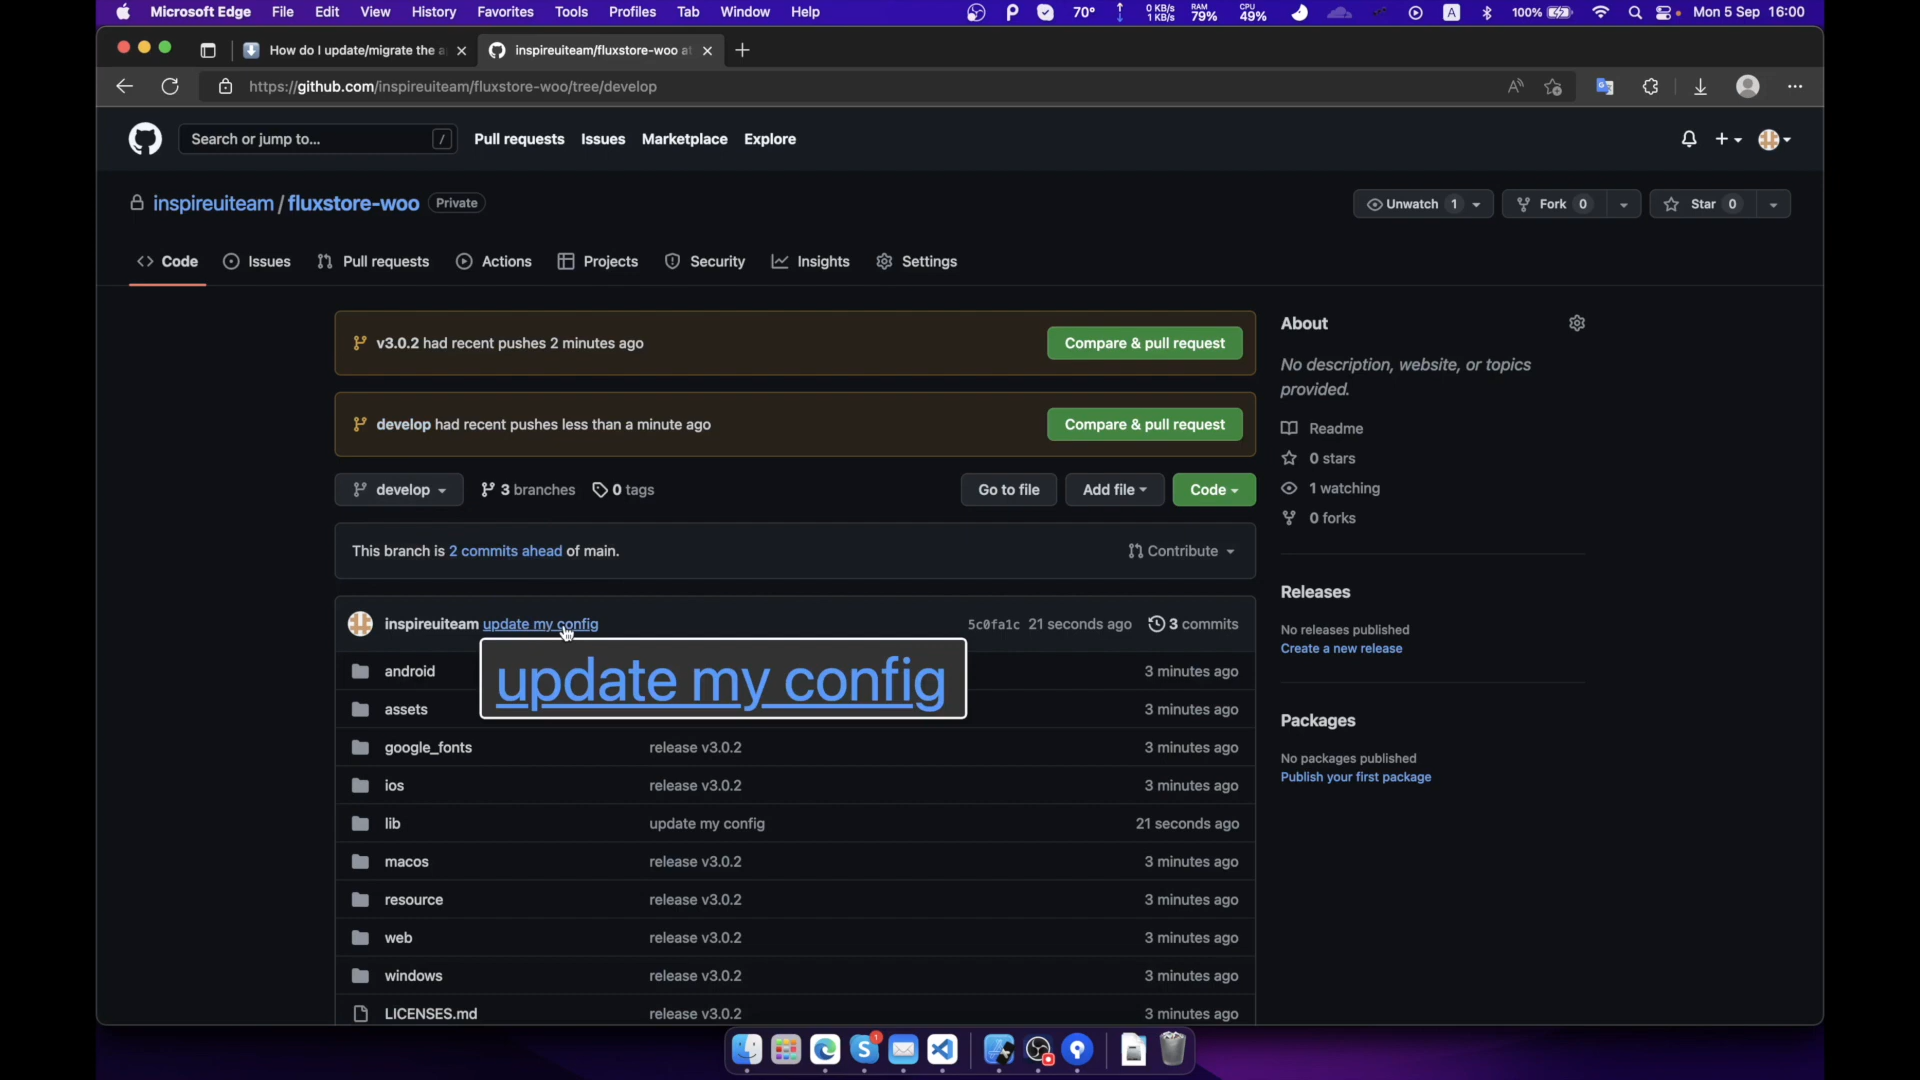 Microsoft Edge File Edit View History Favorites Tools Profiles Tab Window Help 70° 0 KB/s 1 KB/s RAM 79% CPU 49% A 100% Mon 5 Sep 16:00
How do I update/migrate the a
inspireuiteam/fluxstore-woo at
https://github.com/inspireuiteam/fluxstore-woo/tree/develop
Search or jump to... / Pull requests Issues Marketplace Explore
inspireuiteam / fluxstore-woo Private Unwatch 1 Fork 0 Star 0
Code Issues Pull requests Actions Projects Security Insights Settings
v3.0.2 had recent pushes 2 minutes ago Compare & pull request
develop had recent pushes less than a minute ago Compare & pull request
develop 3 branches 0 tags Go to file Add file Code
This branch is 2 commits ahead of main. Contribute
inspireuiteam update my config 5c0fa1c 21 seconds ago 3 commits
update my config
android 3 minutes ago
assets 3 minutes ago
google_fonts release v3.0.2 3 minutes ago
ios release v3.0.2 3 minutes ago
lib update my config 21 seconds ago
macos release v3.0.2 3 minutes ago
resource release v3.0.2 3 minutes ago
web release v3.0.2 3 minutes ago
windows release v3.0.2 3 minutes ago
LICENSES.md release v3.0.2 3 minutes ago
About
No description, website, or topics
provided.
Readme
0 stars
1 watching
0 forks
Releases
No releases published
Create a new release
Packages
No packages published
Publish your first package
1